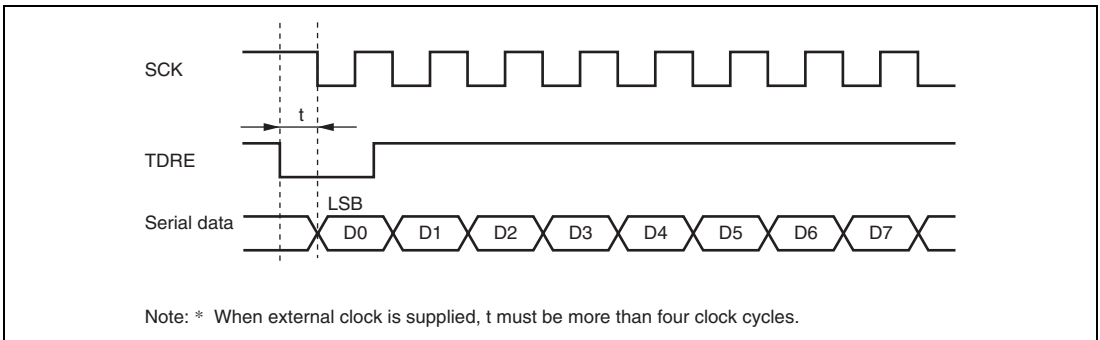 SCK
t
TDRE
LSB
Serial data D0 D1 D2 D3 D4 D5 D6 D7
Note: * When external clock is supplied, t must be more than four clock cycles.